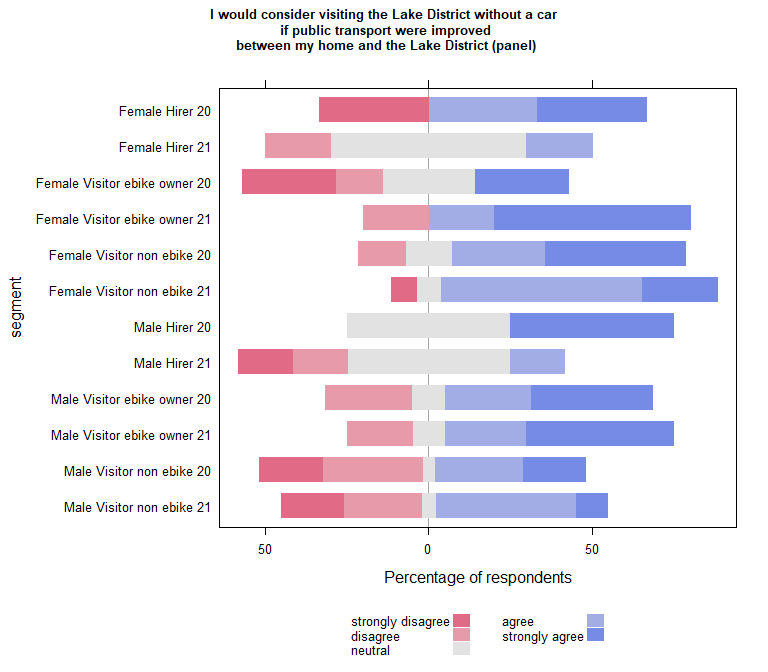 I would consider visiting the Lake District without a car
if public transport were improved
between my home and the Lake District (panel)
Female Hirer 20
Female Hirer 21
Female Visitor ebike owner 20
Female Visitor ebike owner 21
Female Visitor non ebike 20
Female Visitor non ebike 21
Male Hirer 20
Male Hirer 21
Male Visitor ebike owner 20
Male Visitor ebike owner 21
Male Visitor non ebike 20
Male Visitor non ebike 21
segment
50 0 50
Percentage of respondents
strongly disagree agree
disagree strongly agree
neutral